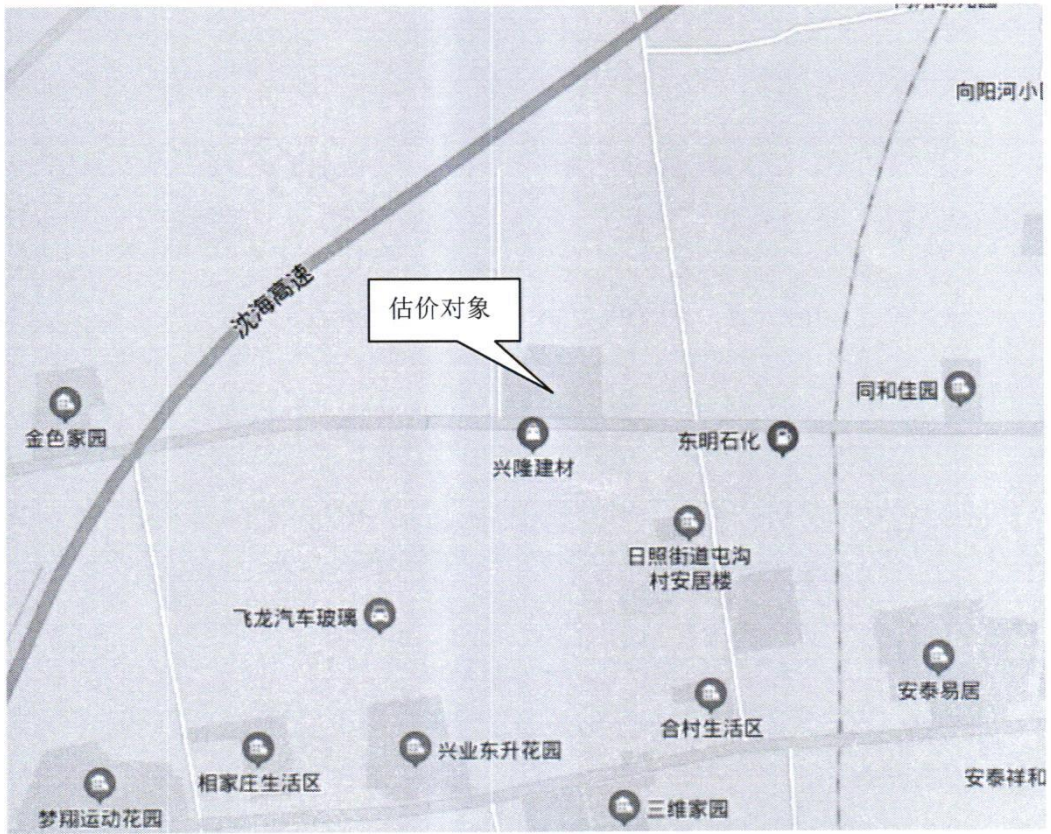 向阳河小
沈海高速
估价对象
同和佳园
金色家园
东明石化
兴隆建材
日照街道屯沟
村安居楼
飞龙汽车玻璃
安泰易居
合村生活区
兴业东升花园
相家庄生活区
安泰祥和
梦翔运动花园
三维家园